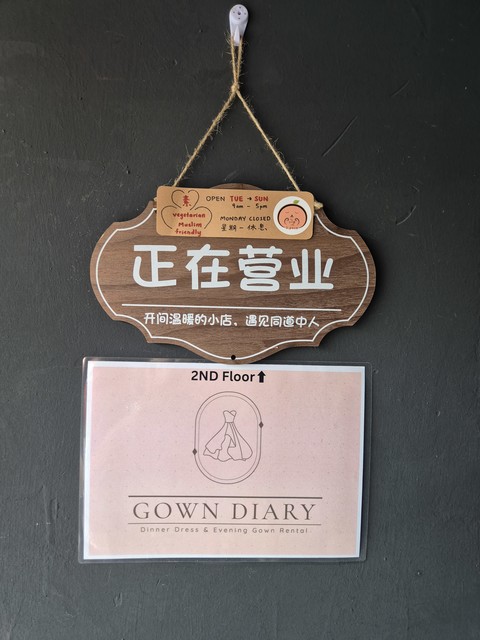 素
vegetarian
Muslim
friendly
OPEN TUE → SUN
9am - 5pm
MONDAY CLOSED
星期一休息
正在营业
开间温暖的小店、遇见同道中人
2ND Floor↑
GOWN DIARY
Dinner Dress & Evening Gown Rental